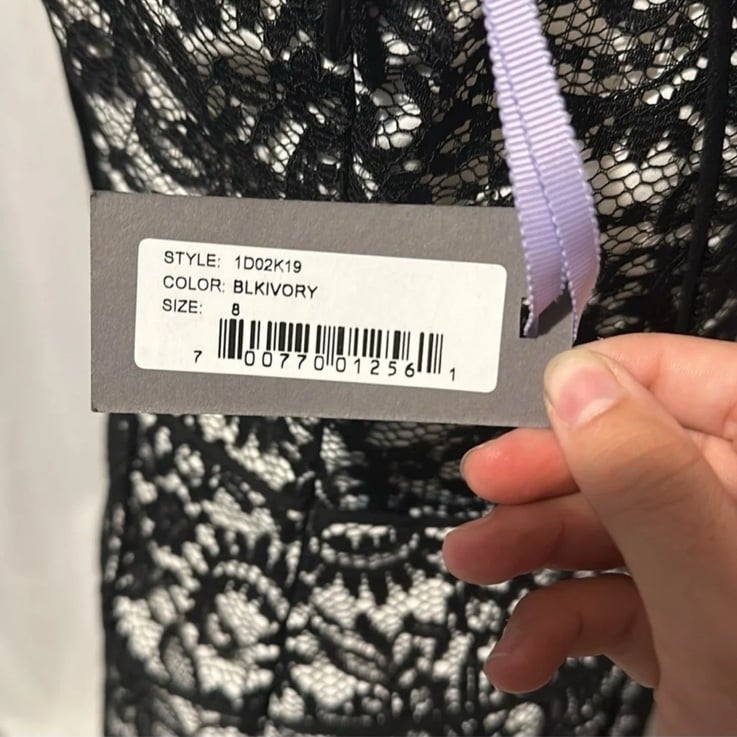 STYLE: 1D02K19
COLOR: BLKIVORY
SIZE: 8
7 00770 01256 1